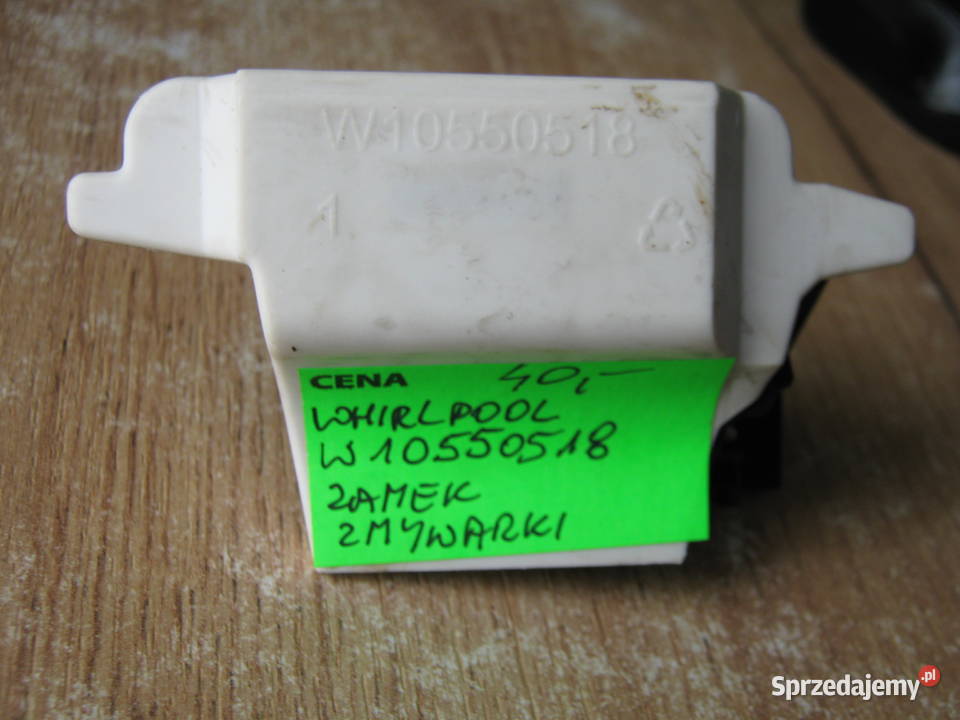 W10550518
1
CENA 40,-
WHIRLPOOL
W10550518
ZAMEK
ZMYWARKI
Sprzedajemy.pl